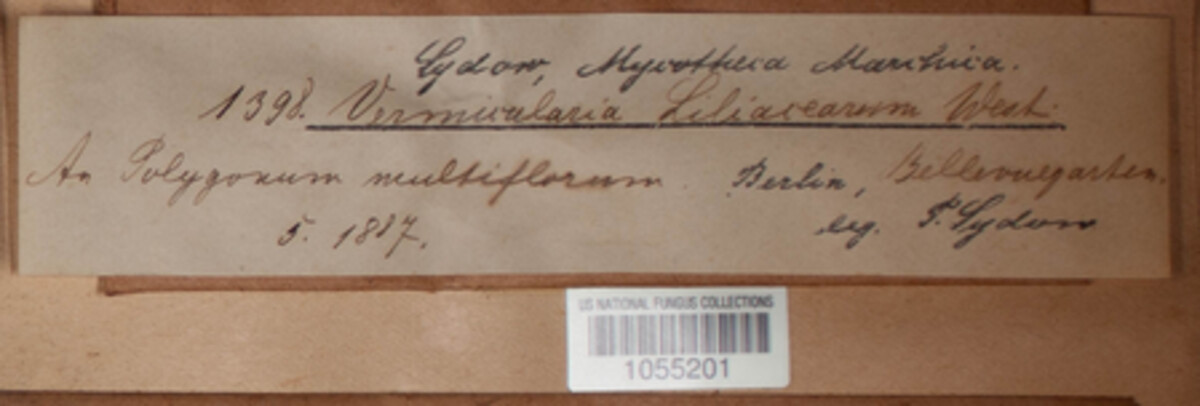 Sydow, Mycotheca Marchica.
1398. Vermicularia Liliacearum West.
An Polygonum multiflorum. Berlin, Bellevuegarten.
5. 1887. leg. P. Sydow
US NATIONAL FUNGUS COLLECTIONS
1055201